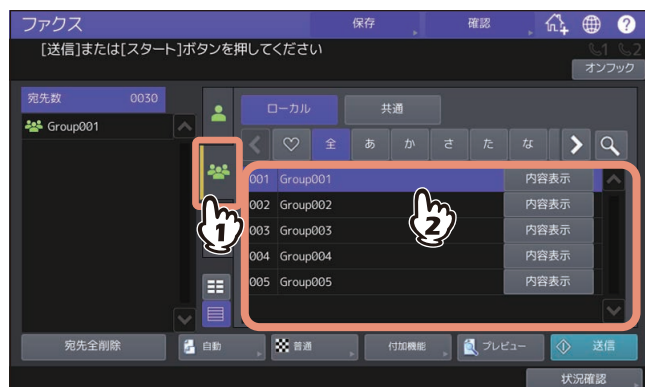 ファクス 保存 確認
[送信]または[スタート]ボタンを押してください
1 2
オンフック
宛先数 0030
Group001
ローカル 共通
全 あ か さ た な
001 Group001 内容表示
002 Group002 内容表示
003 Group003 内容表示
004 Group004 内容表示
005 Group005 内容表示
1
2
宛先全削除 自動 普通 付加機能 プレビュー 送信
状況確認